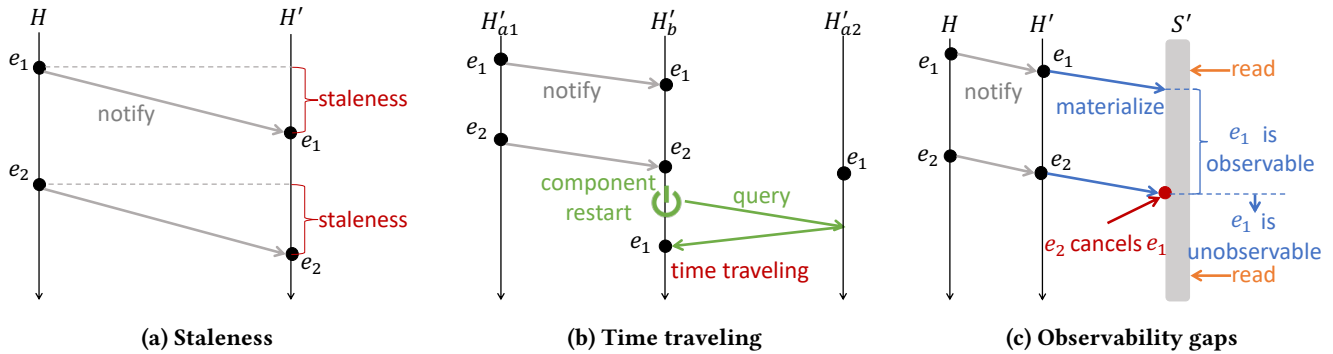 H
H′
e₁
staleness
notify
e₁
e₂
staleness
e₂
(a) Staleness
H′ₐ₁
H′_b
H′ₐ₂
e₁
e₁
notify
e₂
e₂
e₁
component
restart
query
e₁
time traveling
(b) Time traveling
H
H′
S′
e₁
e₁
read
notify
materialize
e₁ is
observable
e₂
e₂
e₂ cancels e₁
e₁ is
unobservable
read
(c) Observability gaps